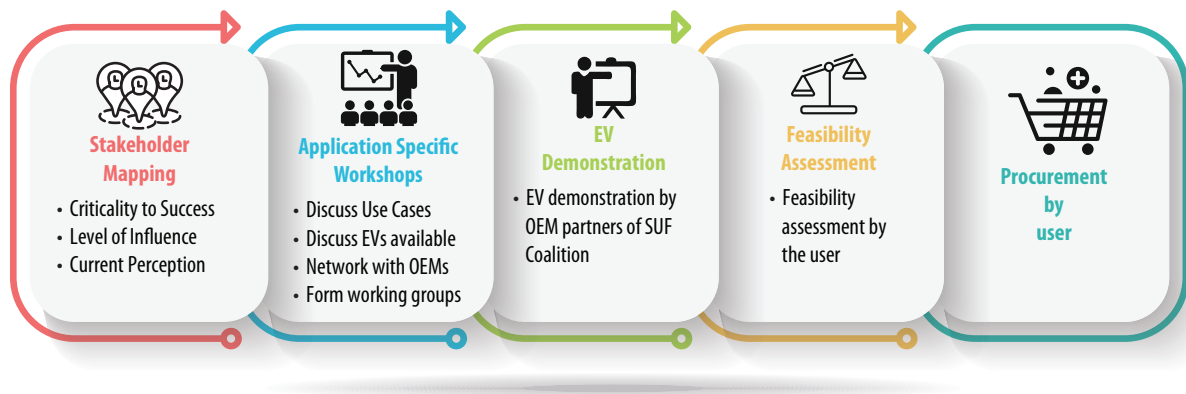 Stakeholder
Mapping
• Criticality to Success
• Level of Influence
• Current Perception
Application Specific
Workshops
• Discuss Use Cases
• Discuss EVs available
• Network with OEMs
• Form working groups
EV
Demonstration
• EV demonstration by
OEM partners of SUF
Coalition
Feasibility
Assessment
• Feasibility
assessment by
the user
Procurement
by
user